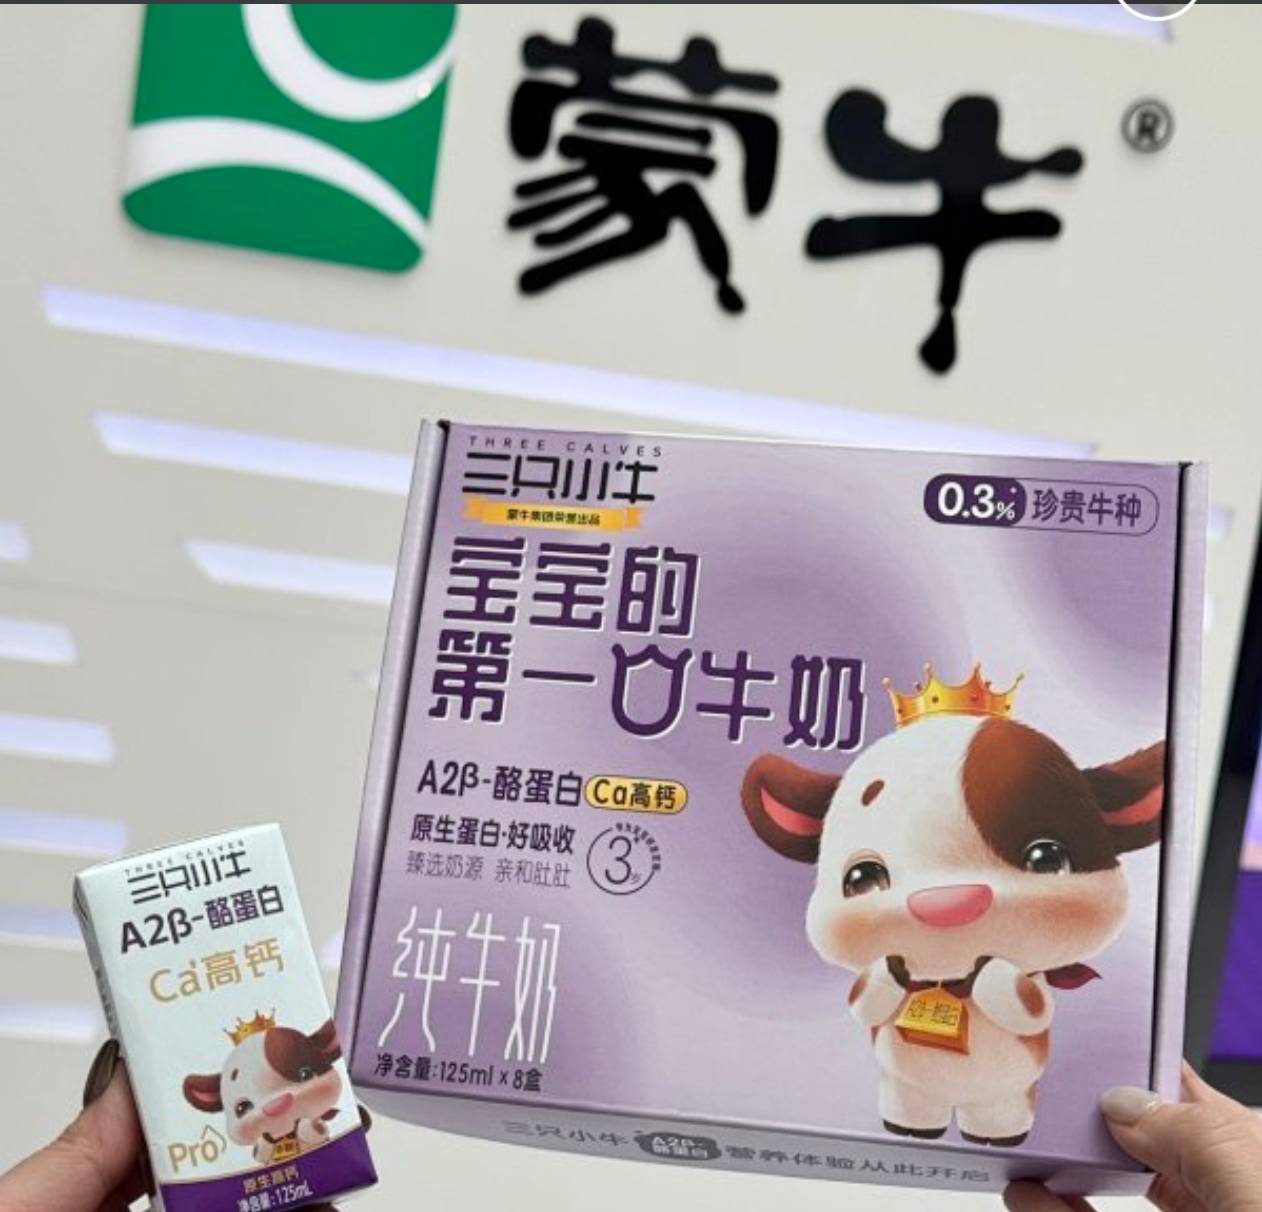 蒙牛®
THREE CALVES
三只小牛
蒙牛集团荣誉出品
0.3%珍贵牛种
宝宝的
第一口牛奶
A2β-酪蛋白 Ca高钙
原生蛋白·好吸收
臻选奶源 亲和肚肚
3岁
纯牛奶
净含量:125ml x 8盒
三只小牛 A2β-酪蛋白 营养体验从此开启
THREE CALVES
三只小牛
A2β-酪蛋白
Ca高钙
Pro
原生高钙
净含量:125mL